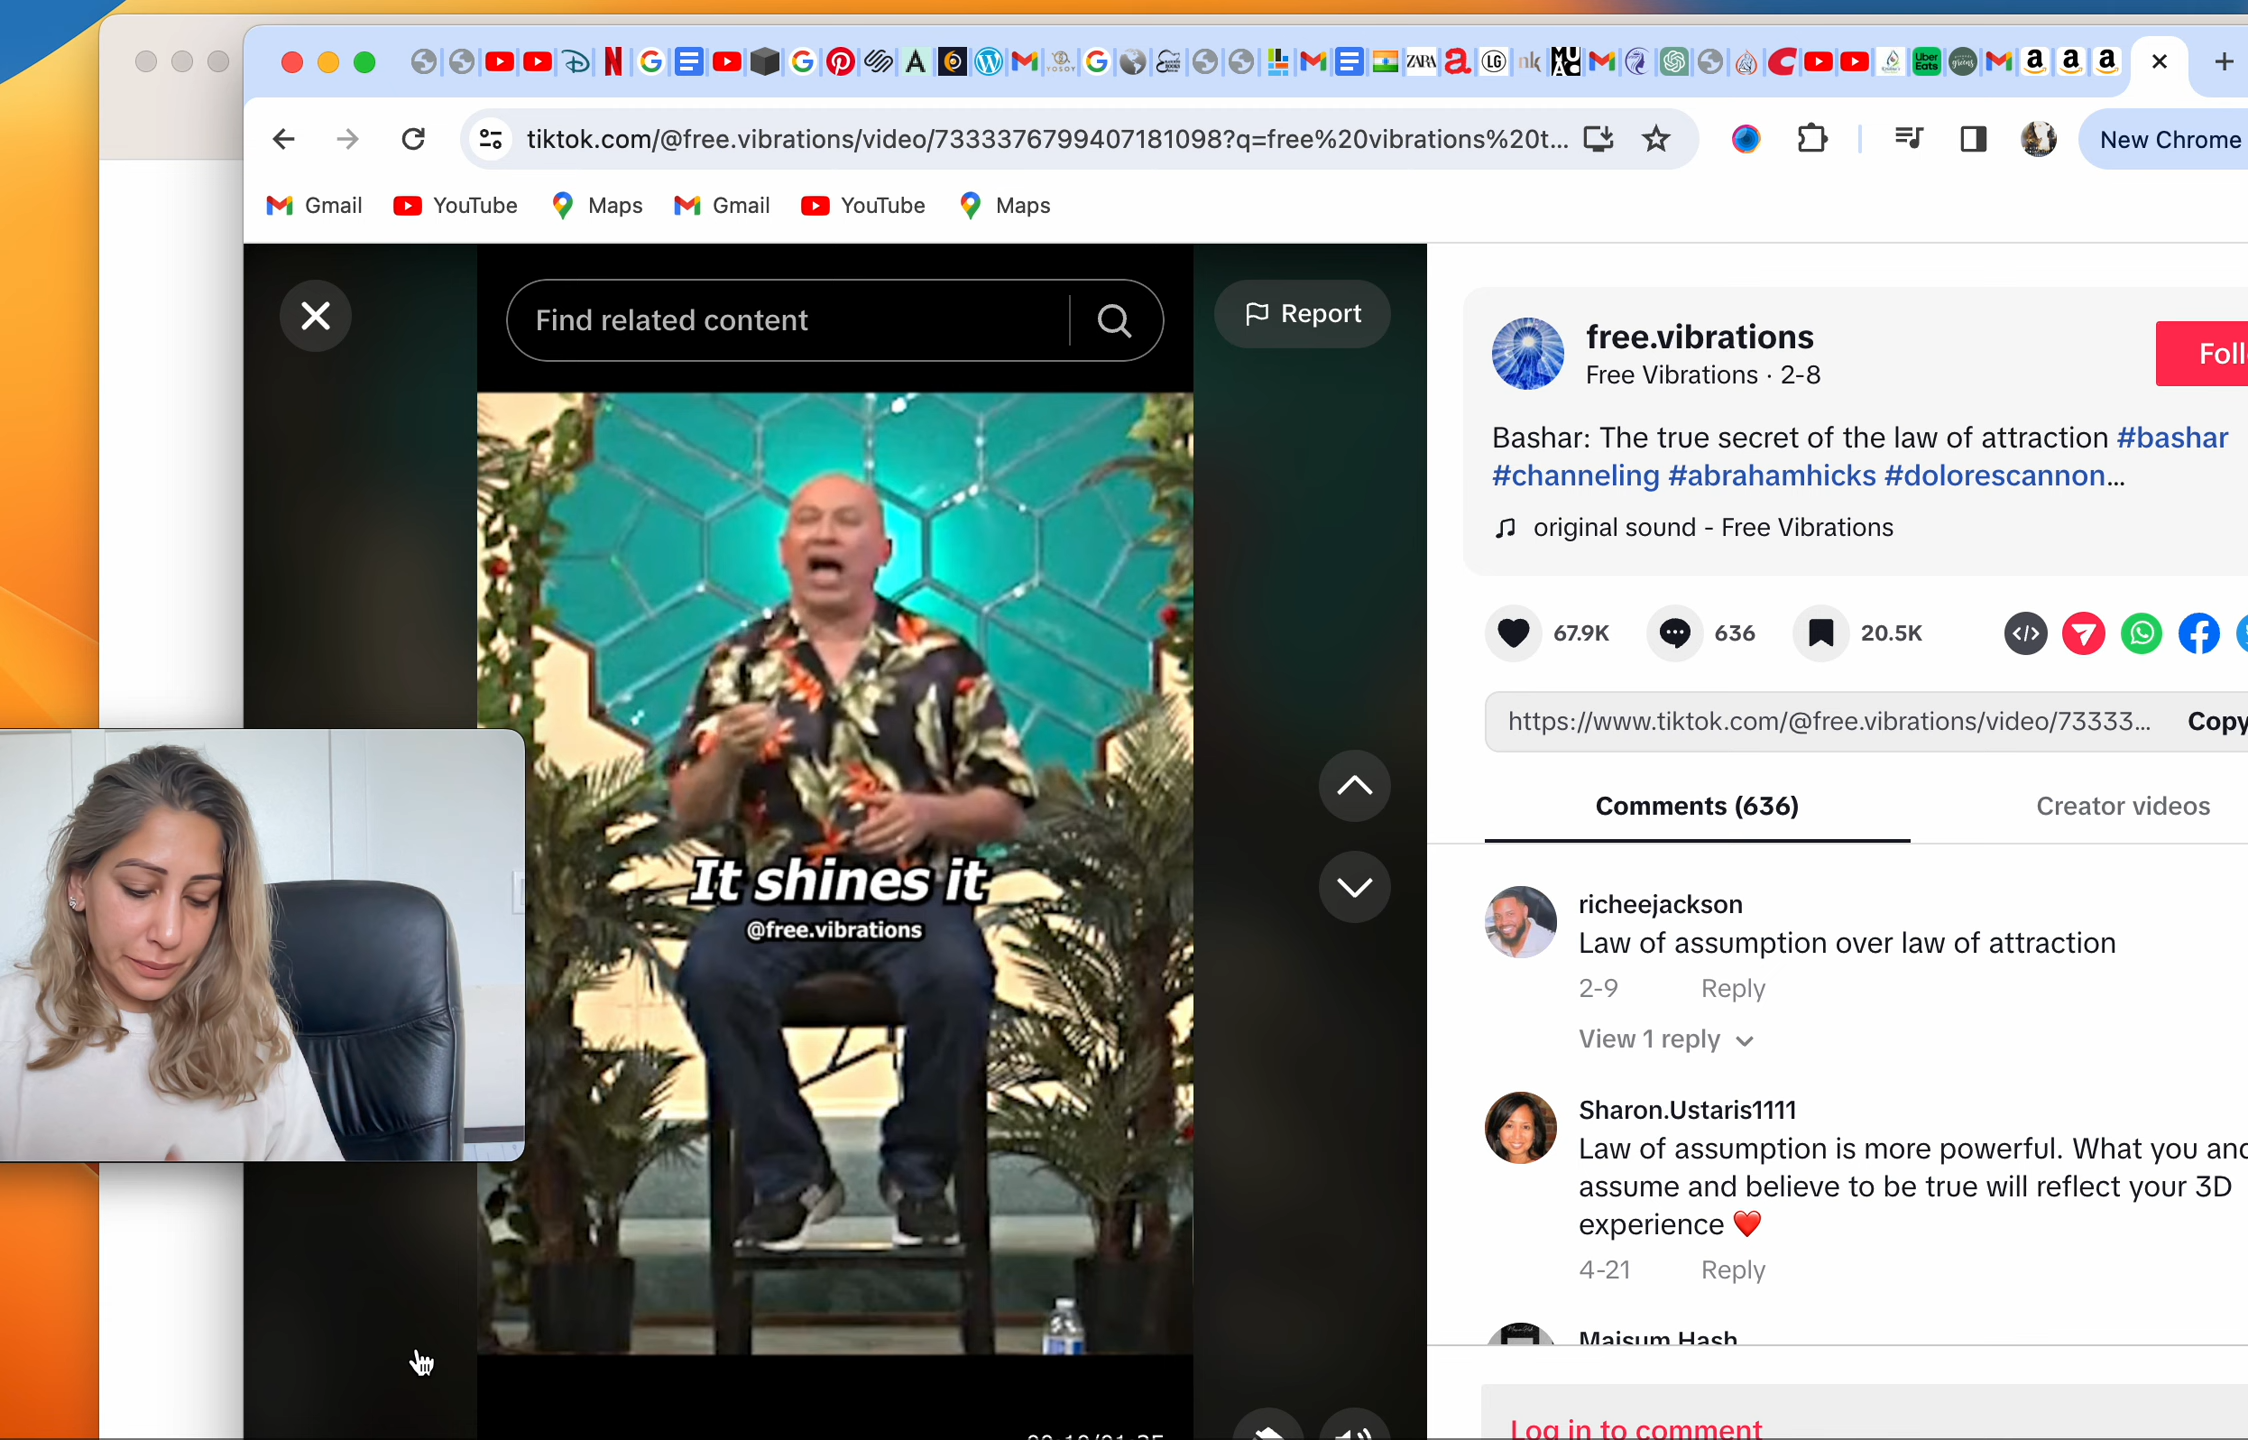 tiktok.com/@free.vibrations/video/7333376799407181098?q=free%20vibrations%20t...
New Chrome
Gmail
YouTube
Maps
Gmail
YouTube
Maps
Find related content
Report
It shines it
@free.vibrations
free.vibrations
Free Vibrations · 2-8
Foll
Bashar: The true secret of the law of attraction #bashar
#channeling #abrahamhicks #dolorescannon...
original sound - Free Vibrations
67.9K
636
20.5K
https://www.tiktok.com/@free.vibrations/video/73333...
Copy
Comments (636)
Creator videos
richeejackson
Law of assumption over law of attraction
2-9
Reply
View 1 reply
Sharon.Ustaris1111
Law of assumption is more powerful. What you and
assume and believe to be true will reflect your 3D
experience ❤️
4-21
Reply
Maisum Hash
Log in to comment